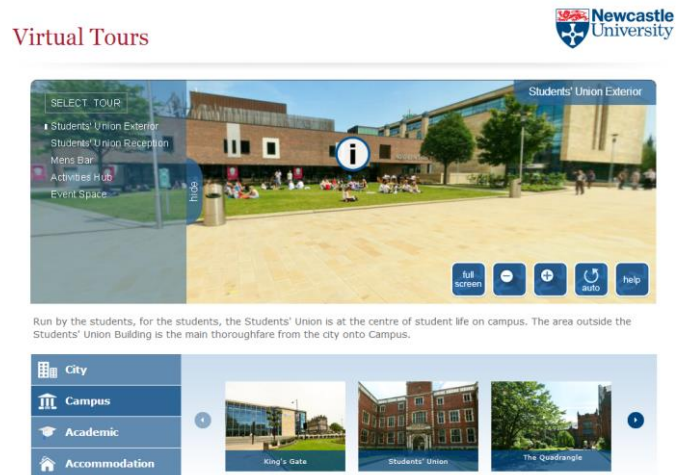 Virtual Tours
Newcastle
University
SELECT TOUR
Students' Union Exterior
Students' Union Reception
Mens Bar
Activities Hub
Event Space
hide
Students' Union Exterior
i
full
screen
auto
help
Run by the students, for the students, the Students' Union is at the centre of student life on campus. The area outside the
Students' Union Building is the main thoroughfare from the city onto Campus.
City
Campus
Academic
Accommodation
King's Gate
Students' Union
The Quadrangle